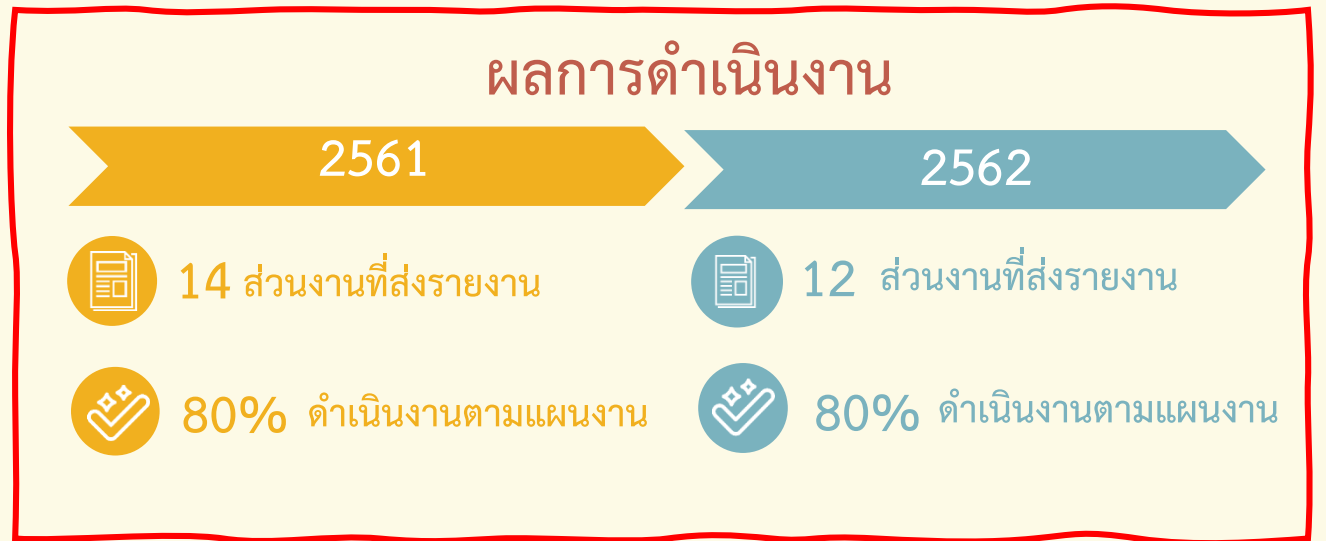 ผลการดำเนินงาน
2561
2562
14 ส่วนงานที่ส่งรายงาน
12 ส่วนงานที่ส่งรายงาน
80% ดำเนินงานตามแผนงาน
80% ดำเนินงานตามแผนงาน